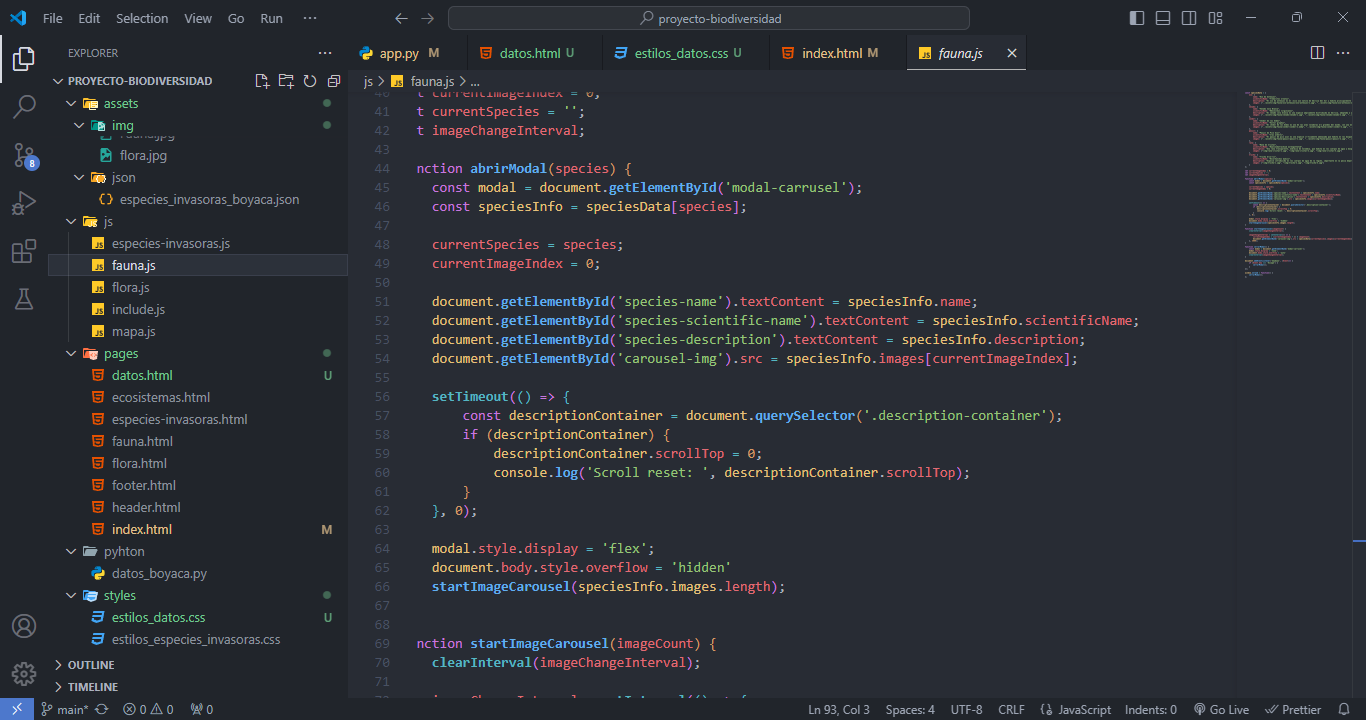 File Edit Selection View Go Run ··· proyecto-biodiversidad
EXPLORER
PROYECTO-BIODIVERSIDAD
assets
img
flora.jpg
json
especies_invasoras_boyaca.json
js
especies-invasoras.js
fauna.js
flora.js
include.js
mapa.js
pages
datos.html U
ecosistemas.html
especies-invasoras.html
fauna.html
flora.html
footer.html
header.html
index.html M
pyhton
datos_boyaca.py
styles
estilos_datos.css U
estilos_especies_invasoras.css
OUTLINE
TIMELINE
8
app.py M datos.html U estilos_datos.css U index.html M fauna.js
js > fauna.js > ...
40 t currentImageIndex = 0;
41 t currentSpecies = '';
42 t imageChangeInterval;
43
44 nction abrirModal(species) {
45 const modal = document.getElementById('modal-carrusel');
46 const speciesInfo = speciesData[species];
47
48 currentSpecies = species;
49 currentImageIndex = 0;
50
51 document.getElementById('species-name').textContent = speciesInfo.name;
52 document.getElementById('species-scientific-name').textContent = speciesInfo.scientificName;
53 document.getElementById('species-description').textContent = speciesInfo.description;
54 document.getElementById('carousel-img').src = speciesInfo.images[currentImageIndex];
55
56 setTimeout(() => {
57 const descriptionContainer = document.querySelector('.description-container');
58 if (descriptionContainer) {
59 descriptionContainer.scrollTop = 0;
60 console.log('Scroll reset: ', descriptionContainer.scrollTop);
61 }
62 }, 0);
63
64 modal.style.display = 'flex';
65 document.body.style.overflow = 'hidden'
66 startImageCarousel(speciesInfo.images.length);
67
68
69 nction startImageCarousel(imageCount) {
70 clearInterval(imageChangeInterval);
71
main* 0 0 0 Ln 93, Col 3 Spaces: 4 UTF-8 CRLF {} JavaScript Indents: 0 Go Live Prettier